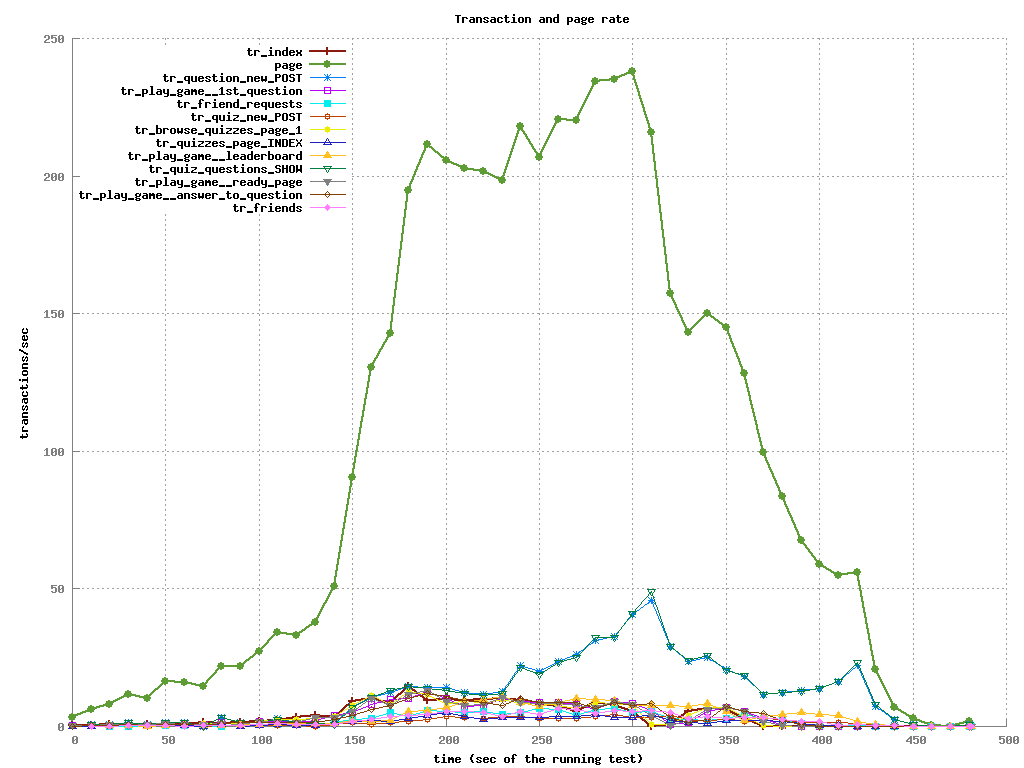 Transaction and page rate
250
200
150
100
50
0
transactions/sec
tr_index
page
tr_question_new_POST
tr_play_game__1st_question
tr_friend_requests
tr_quiz_new_POST
tr_browse_quizzes_page_1
tr_quizzes_page_INDEX
tr_play_game__leaderboard
tr_quiz_questions_SHOW
tr_play_game__ready_page
tr_play_game__answer_to_question
tr_friends
0 50 100 150 200 250 300 350 400 450 500
time (sec of the running test)